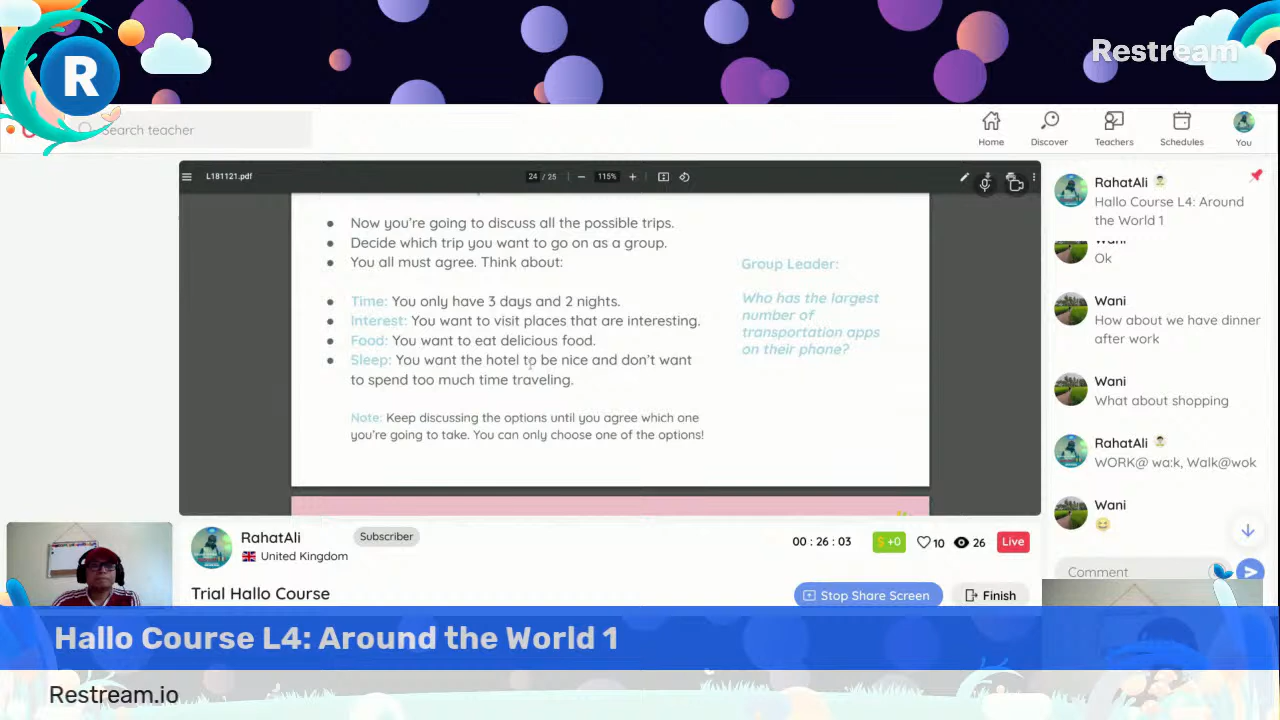 R
Restream
Search teacher
Home
Discover
Teachers
Schedules
You
L181121.pdf
24 / 25
115%
Now you're going to discuss all the possible trips.
Decide which trip you want to go on as a group.
You all must agree. Think about:
Time: You only have 3 days and 2 nights.
Interest: You want to visit places that are interesting.
Food: You want to eat delicious food.
Sleep: You want the hotel to be nice and don't want
to spend too much time traveling.
Note: Keep discussing the options until you agree which one
you're going to take. You can only choose one of the options!
Group Leader:
Who has the largest
number of
transportation apps
on their phone?
RahatAli
Hallo Course L4: Around
the World 1
Wani
Ok
Wani
How about we have dinner
after work
Wani
What about shopping
RahatAli
WORK@ wa:k, Walk@wok
Wani
Comment
RahatAli
Subscriber
United Kingdom
00 : 26 : 03
$ +0
10
26
Live
Trial Hallo Course
Stop Share Screen
Finish
Hallo Course L4: Around the World 1
Restream.io